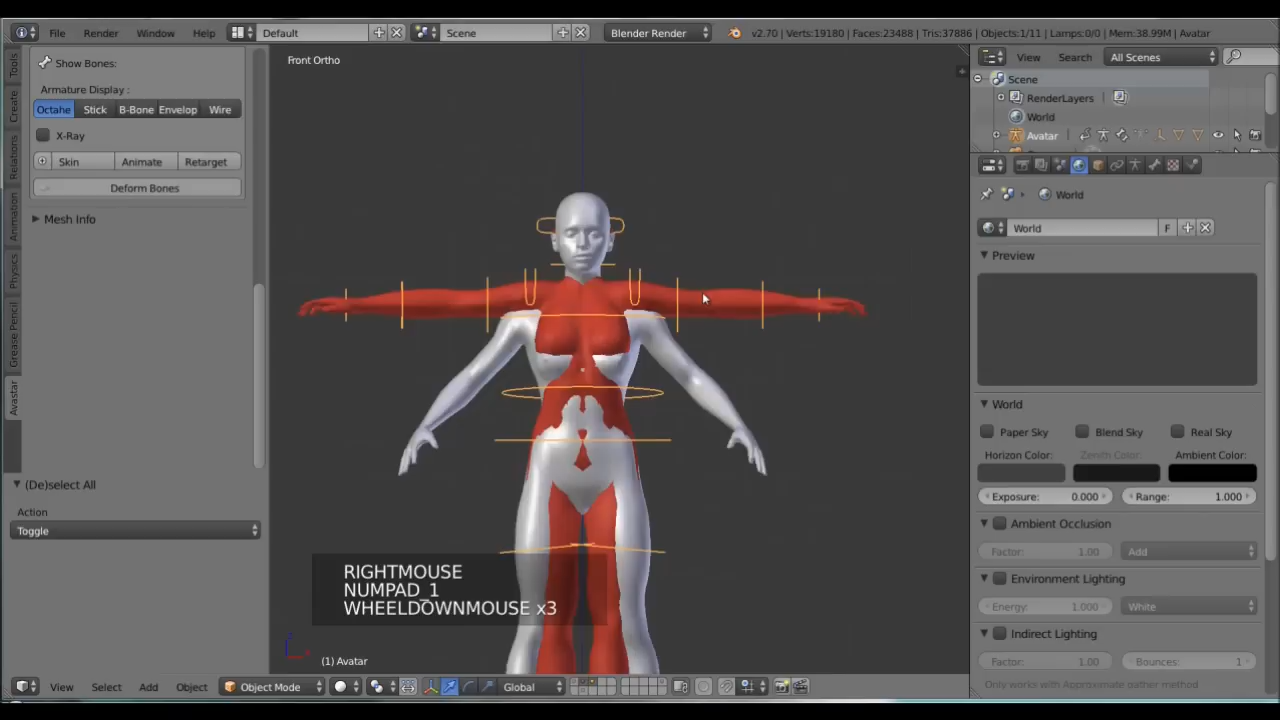 File Render Window Help Default Scene Blender Render v2.70 | Verts:19180 | Faces:23488 | Tris:37886 | Objects:1/11 | Lamps:0/0 | Mem:38.99M | Avatar
Tools
Create
Relations
Animation
Physics
Grease Pencil
Avastar
Show Bones:
Armature Display :
Octahe Stick B-Bone Envelop Wire
X-Ray
Skin Animate Retarget
Deform Bones
Mesh Info
(De)select All
Action
Toggle
Front Ortho
RIGHTMOUSE
NUMPAD_1
WHEELDOWNMOUSE x3
(1) Avatar
View Select Add Object Object Mode Global
View Search All Scenes
Scene
RenderLayers
World
Avatar
World
World F
Preview
World
Paper Sky Blend Sky Real Sky
Horizon Color: Zenith Color: Ambient Color:
Exposure: 0.000 Range: 1.000
Ambient Occlusion
Factor: 1.00 Add
Environment Lighting
Energy: 1.000 White
Indirect Lighting
Factor: 1.00 Bounces: 1
Only works with Approximate gather method